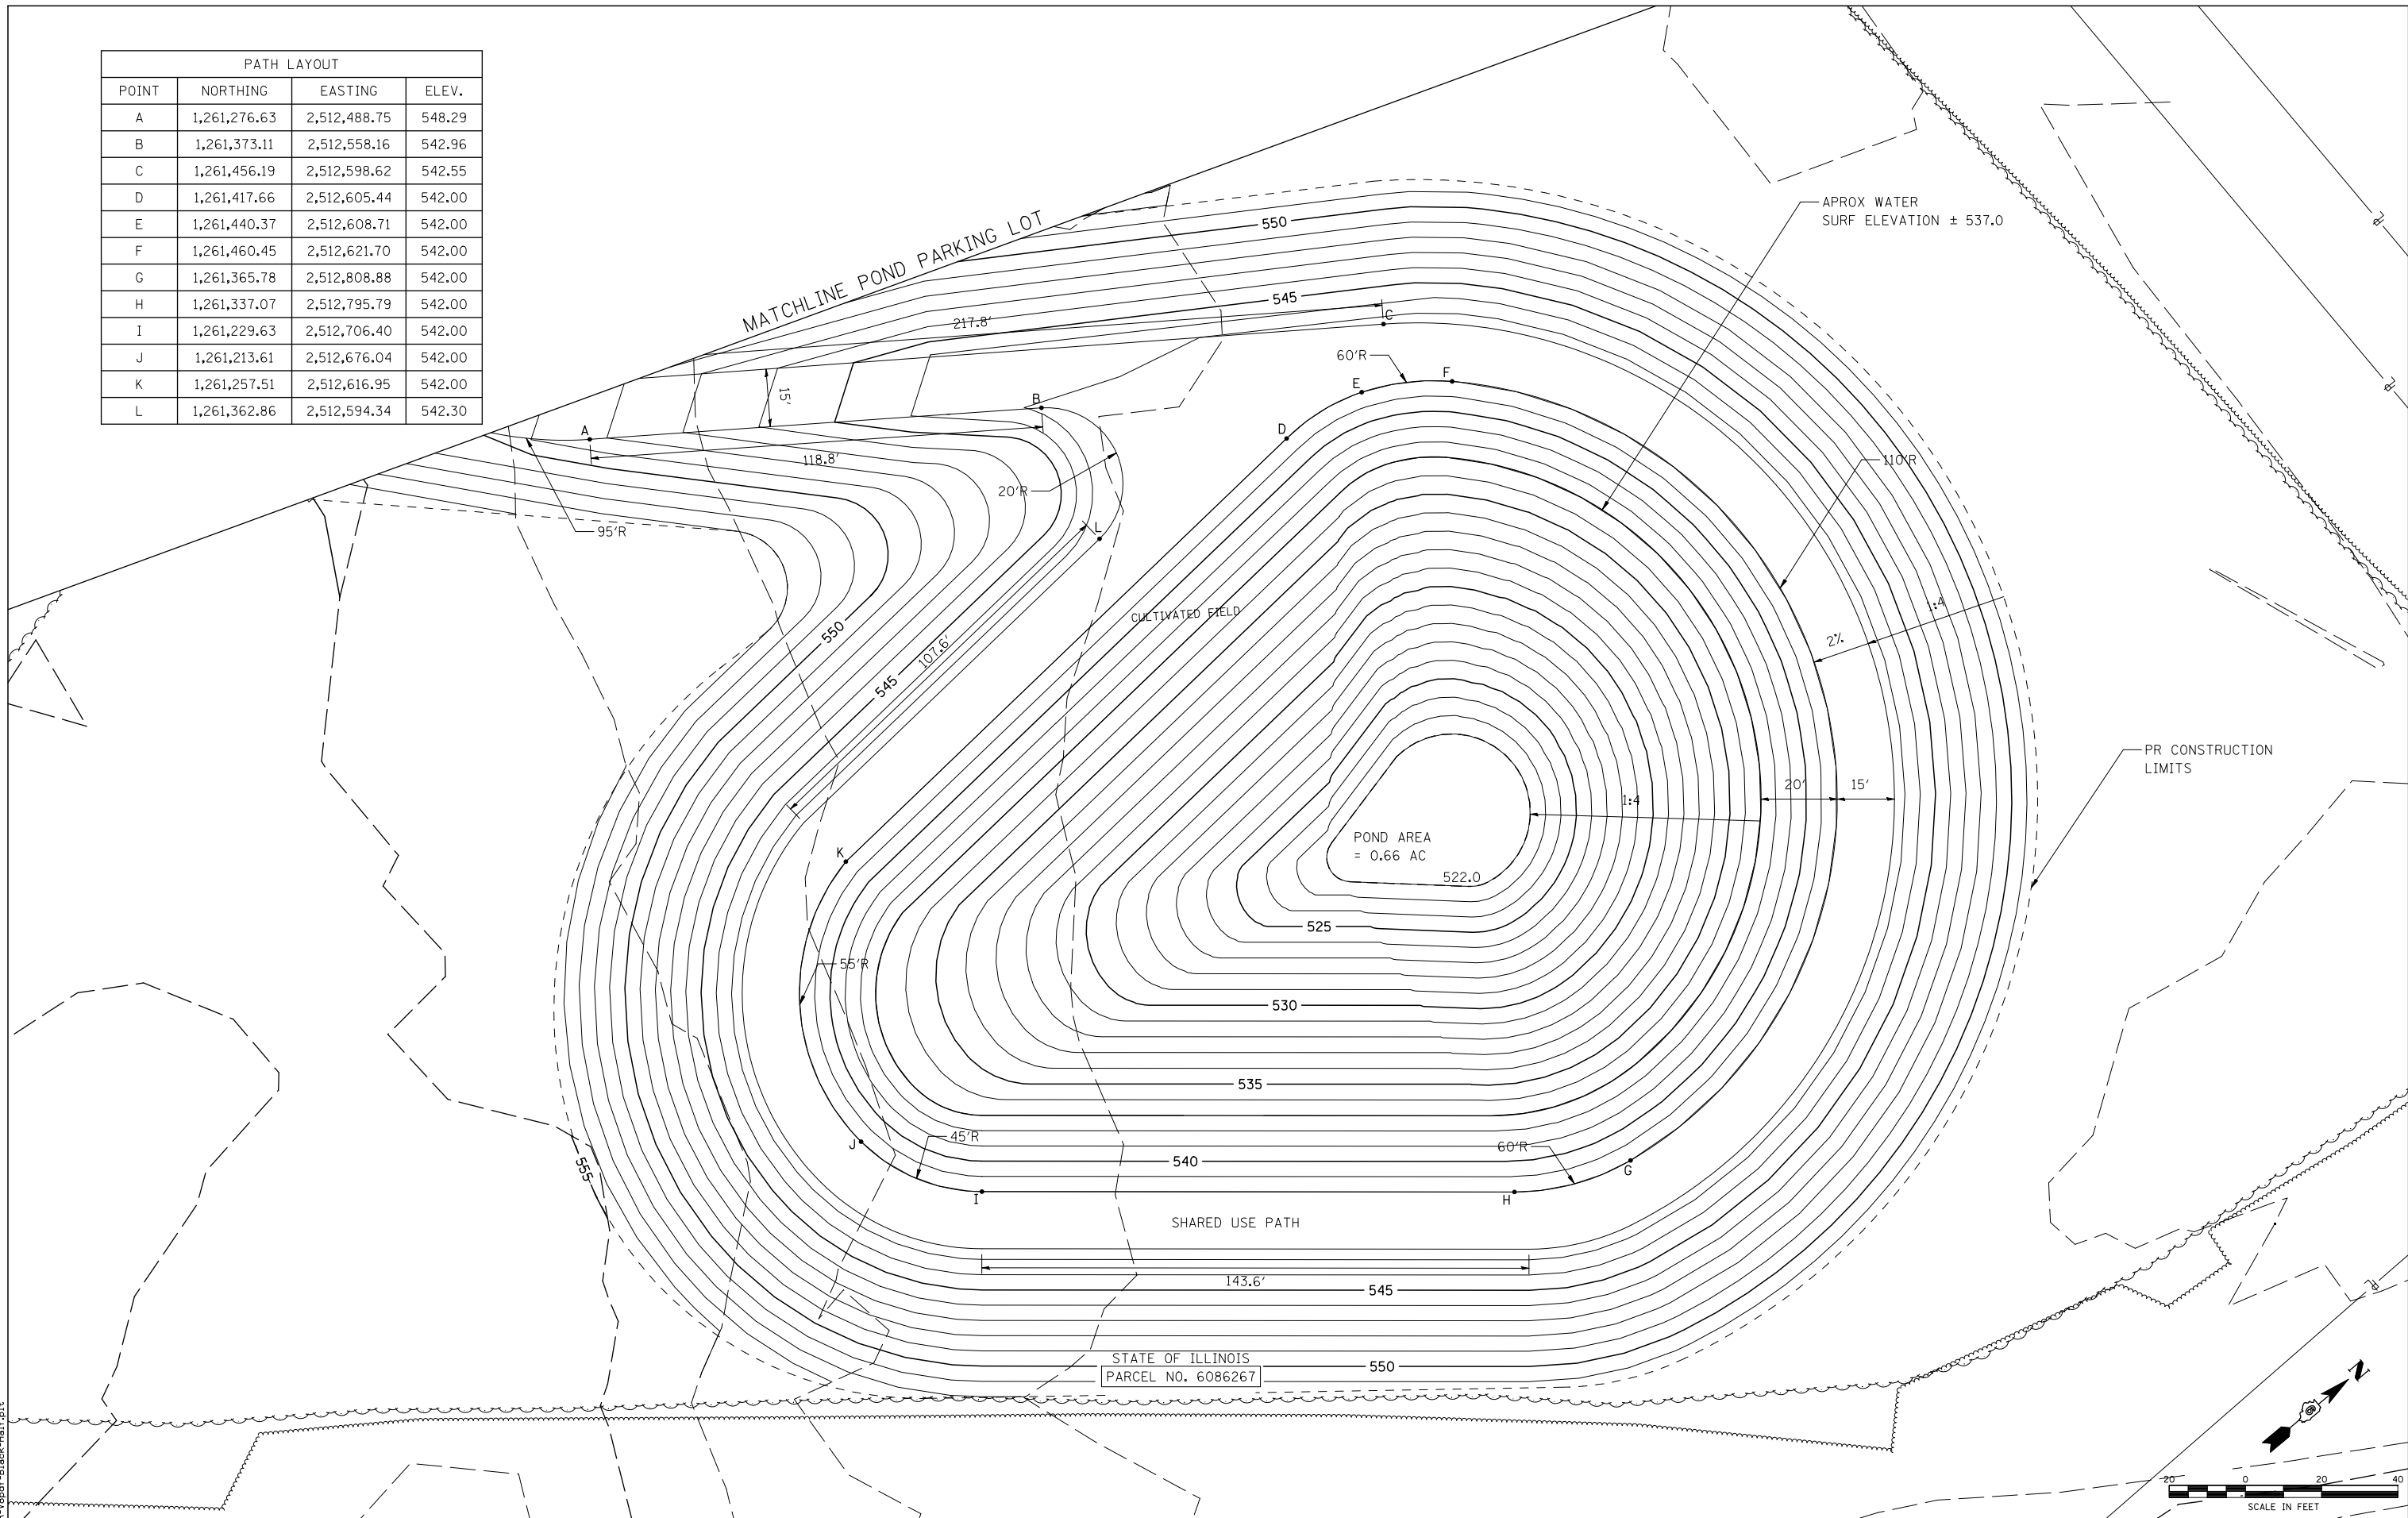 PATH LAYOUT
POINT NORTHING EASTING ELEV.
A 1,261,276.63 2,512,488.75 548.29
B 1,261,373.11 2,512,558.16 542.96
C 1,261,456.19 2,512,598.62 542.55
D 1,261,417.66 2,512,605.44 542.00
E 1,261,440.37 2,512,608.71 542.00
F 1,261,460.45 2,512,621.70 542.00
G 1,261,365.78 2,512,808.88 542.00
H 1,261,337.07 2,512,795.79 542.00
I 1,261,229.63 2,512,706.40 542.00
J 1,261,213.61 2,512,676.04 542.00
K 1,261,257.51 2,512,616.95 542.00
L 1,261,362.86 2,512,594.34 542.30
MATCHLINE POND PARKING LOT
550
545
217.8'
C
APROX WATER
SURF ELEVATION ± 537.0
60'R
E
F
15'
A
B
D
118.8'
20'R
L
95'R
110'R
CULTIVATED FIELD
1:4
2%
550
107.6'
545
PR CONSTRUCTION
LIMITS
20'
15'
1:4
POND AREA
= 0.66 AC
522.0
K
525
55'R
530
535
J
45'R
540
60'R
G
555
I
H
SHARED USE PATH
143.6'
545
STATE OF ILLINOIS
PARCEL NO. 6086267
550
N
20 0 20 40
SCALE IN FEET